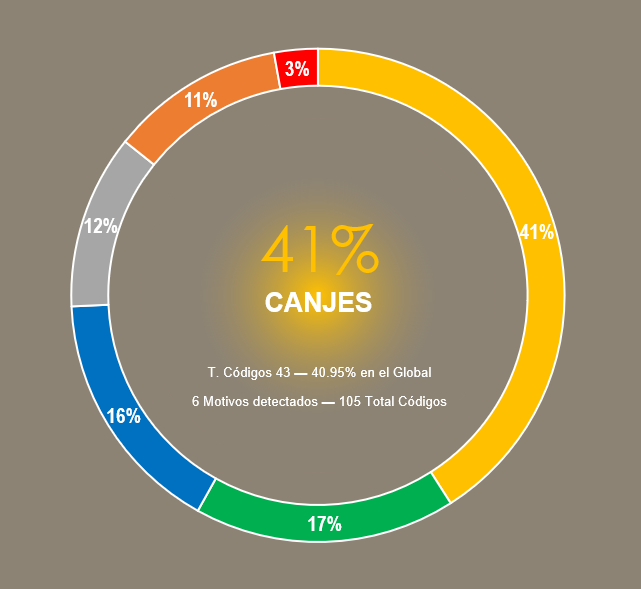 3%
11%
12%
41%
41%
CANJES
T. Códigos 43 — 40.95% en el Global
6 Motivos detectados — 105 Total Códigos
16%
17%